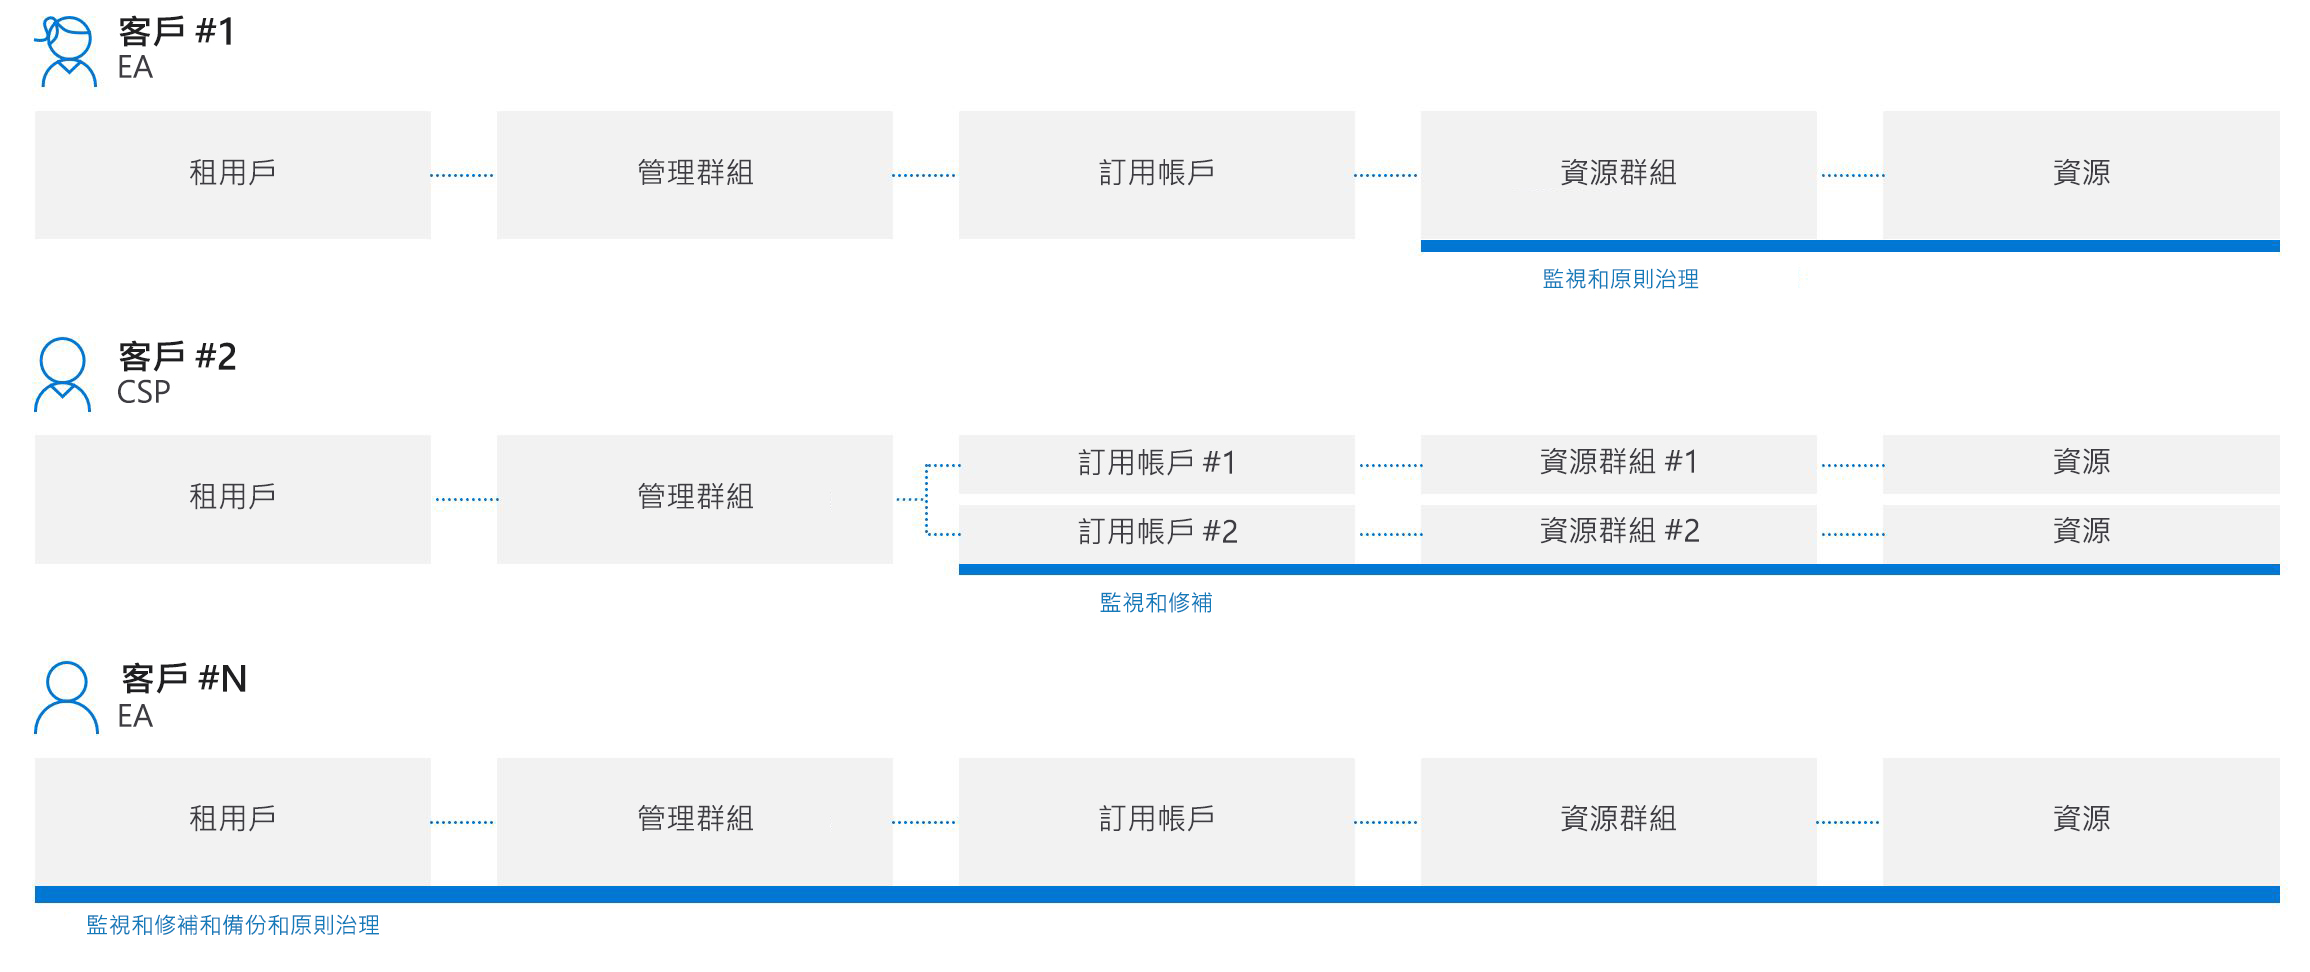 客戶 #1
EA
租用戶
管理群組
訂用帳戶
資源群組
資源
監視和原則治理
客戶 #2
CSP
租用戶
管理群組
訂用帳戶 #1
資源群組 #1
資源
訂用帳戶 #2
資源群組 #2
資源
監視和修補
客戶 #N
EA
租用戶
管理群組
訂用帳戶
資源群組
資源
監視和修補和備份和原則治理